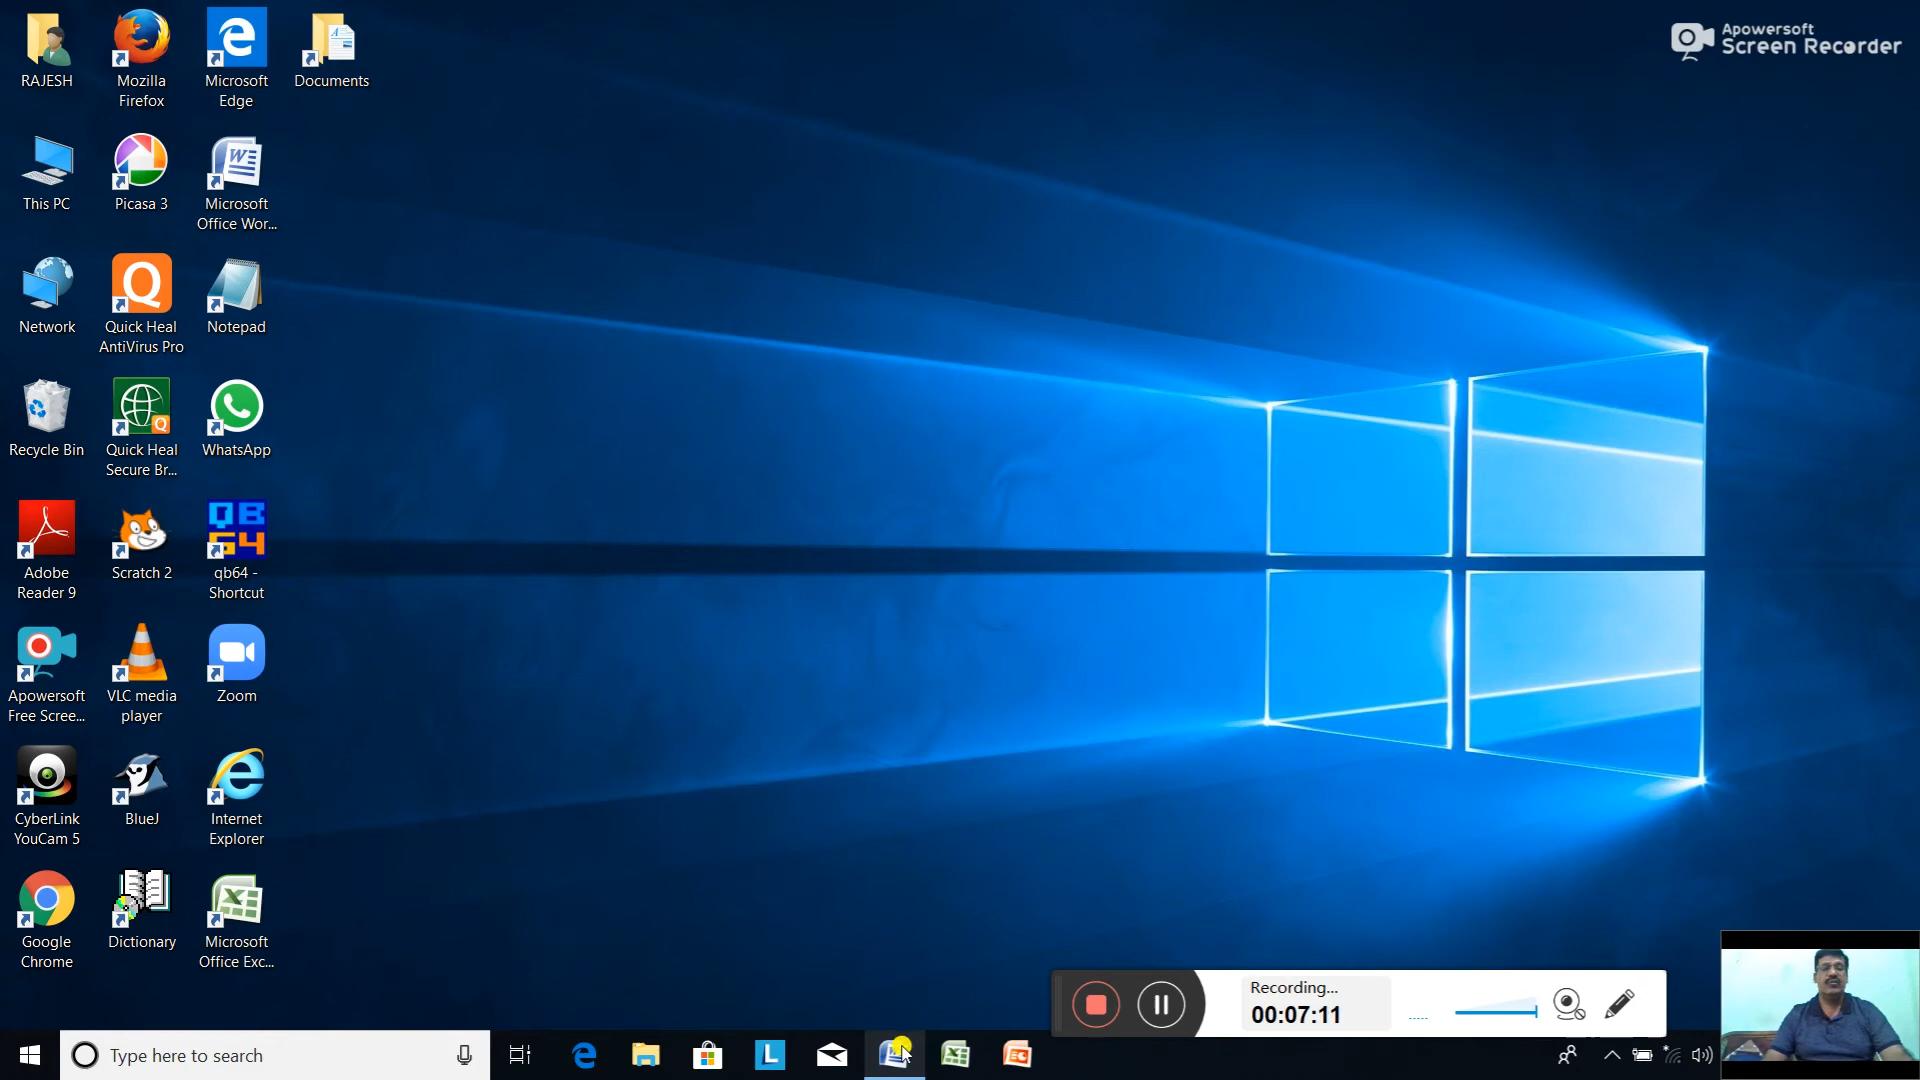 Apowersoft
Screen Recorder
RAJESH
Mozilla
Firefox
Microsoft
Edge
Documents
This PC
Picasa 3
Microsoft
Office Wor...
Network
Quick Heal
AntiVirus Pro
Notepad
Recycle Bin
Quick Heal
Secure Br...
WhatsApp
Adobe
Reader 9
Scratch 2
QB
64
qb64 -
Shortcut
Apowersoft
Free Scree...
VLC media
player
Zoom
CyberLink
YouCam 5
BlueJ
Internet
Explorer
Google
Chrome
Dictionary
Microsoft
Office Exc...
Recording...
00:07:11
Type here to search